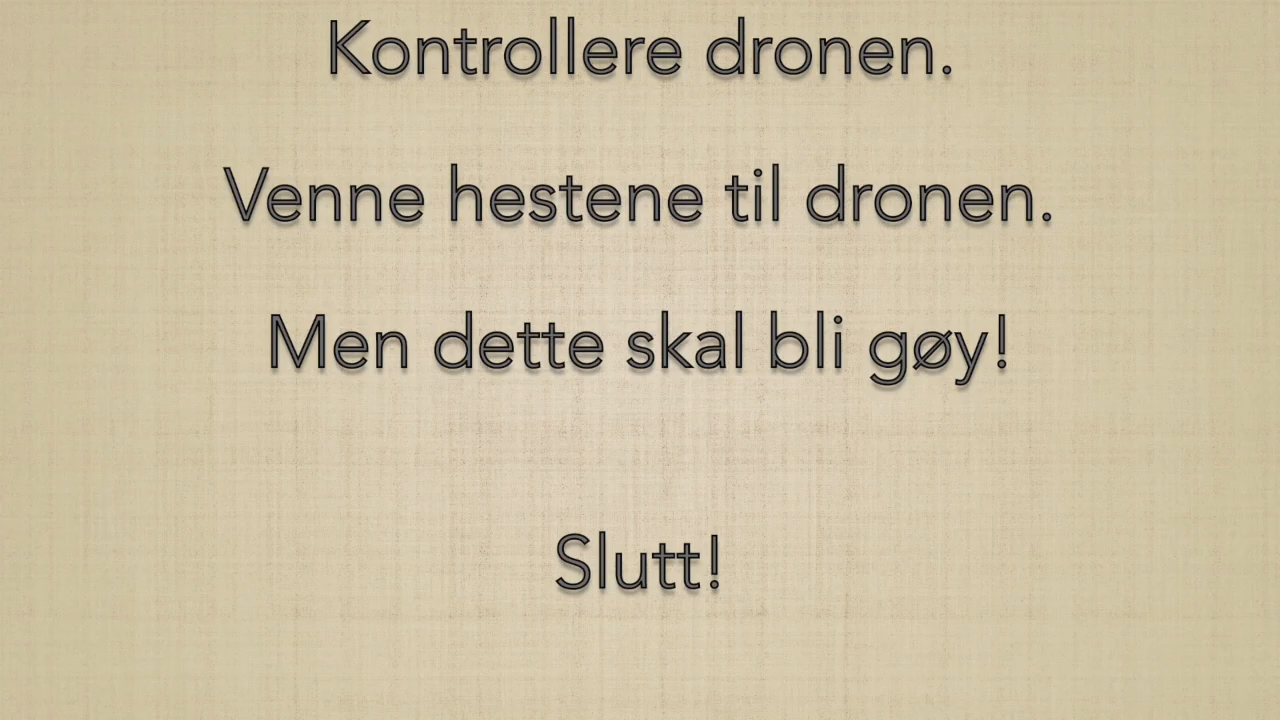 Kontrollere dronen.
Venne hestene til dronen.
Men dette skal bli gøy!
Slutt!